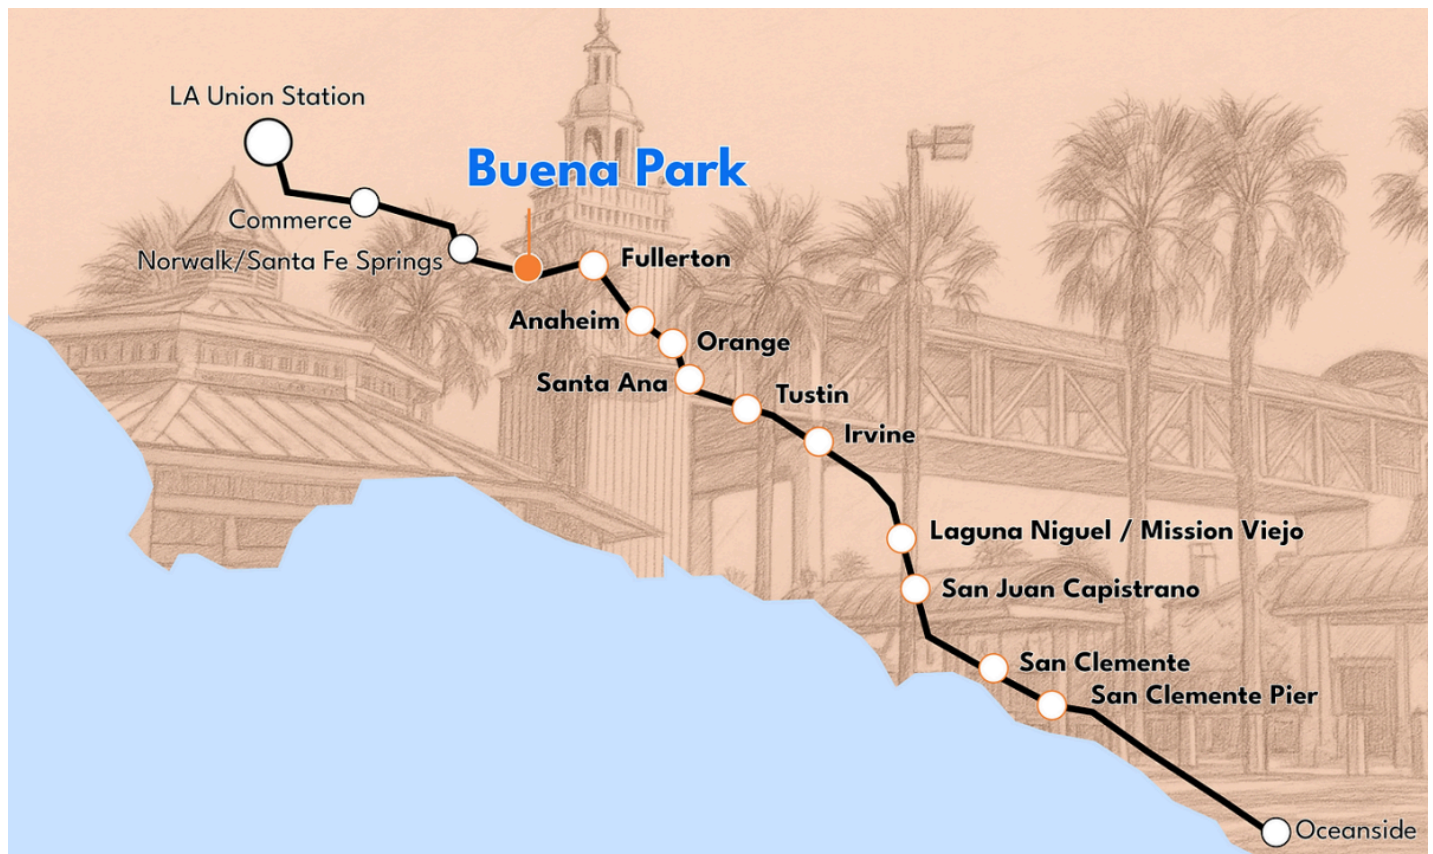 LA Union Station
Buena Park
Commerce
Norwalk/Santa Fe Springs
Fullerton
Anaheim
Orange
Santa Ana
Tustin
Irvine
Laguna Niguel / Mission Viejo
San Juan Capistrano
San Clemente
San Clemente Pier
Oceanside